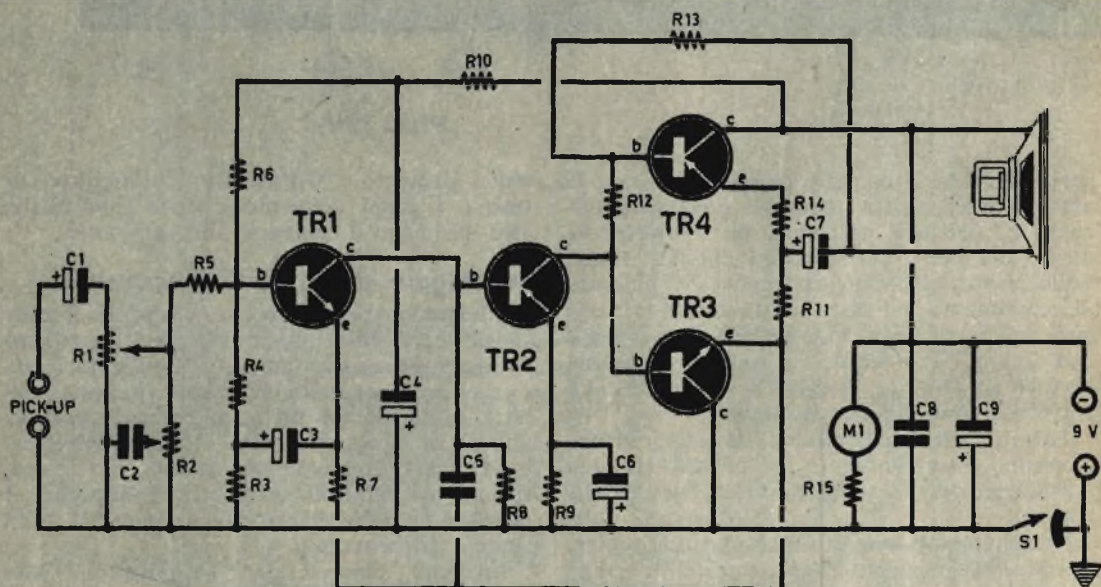 R13
R10
c
b
R6
e
R12
TR4
R14
C7
+
TR1
c
c
C1
+
R5
b
b
TR3
R11
e
e
e
R1
TR2
b
R4
C4
+
c
PICK-UP
C8
C9
+
−
9 V
+
M1
C2
R2
+
C3
C5
C6
+
R3
R7
R8
R9
R15
S1